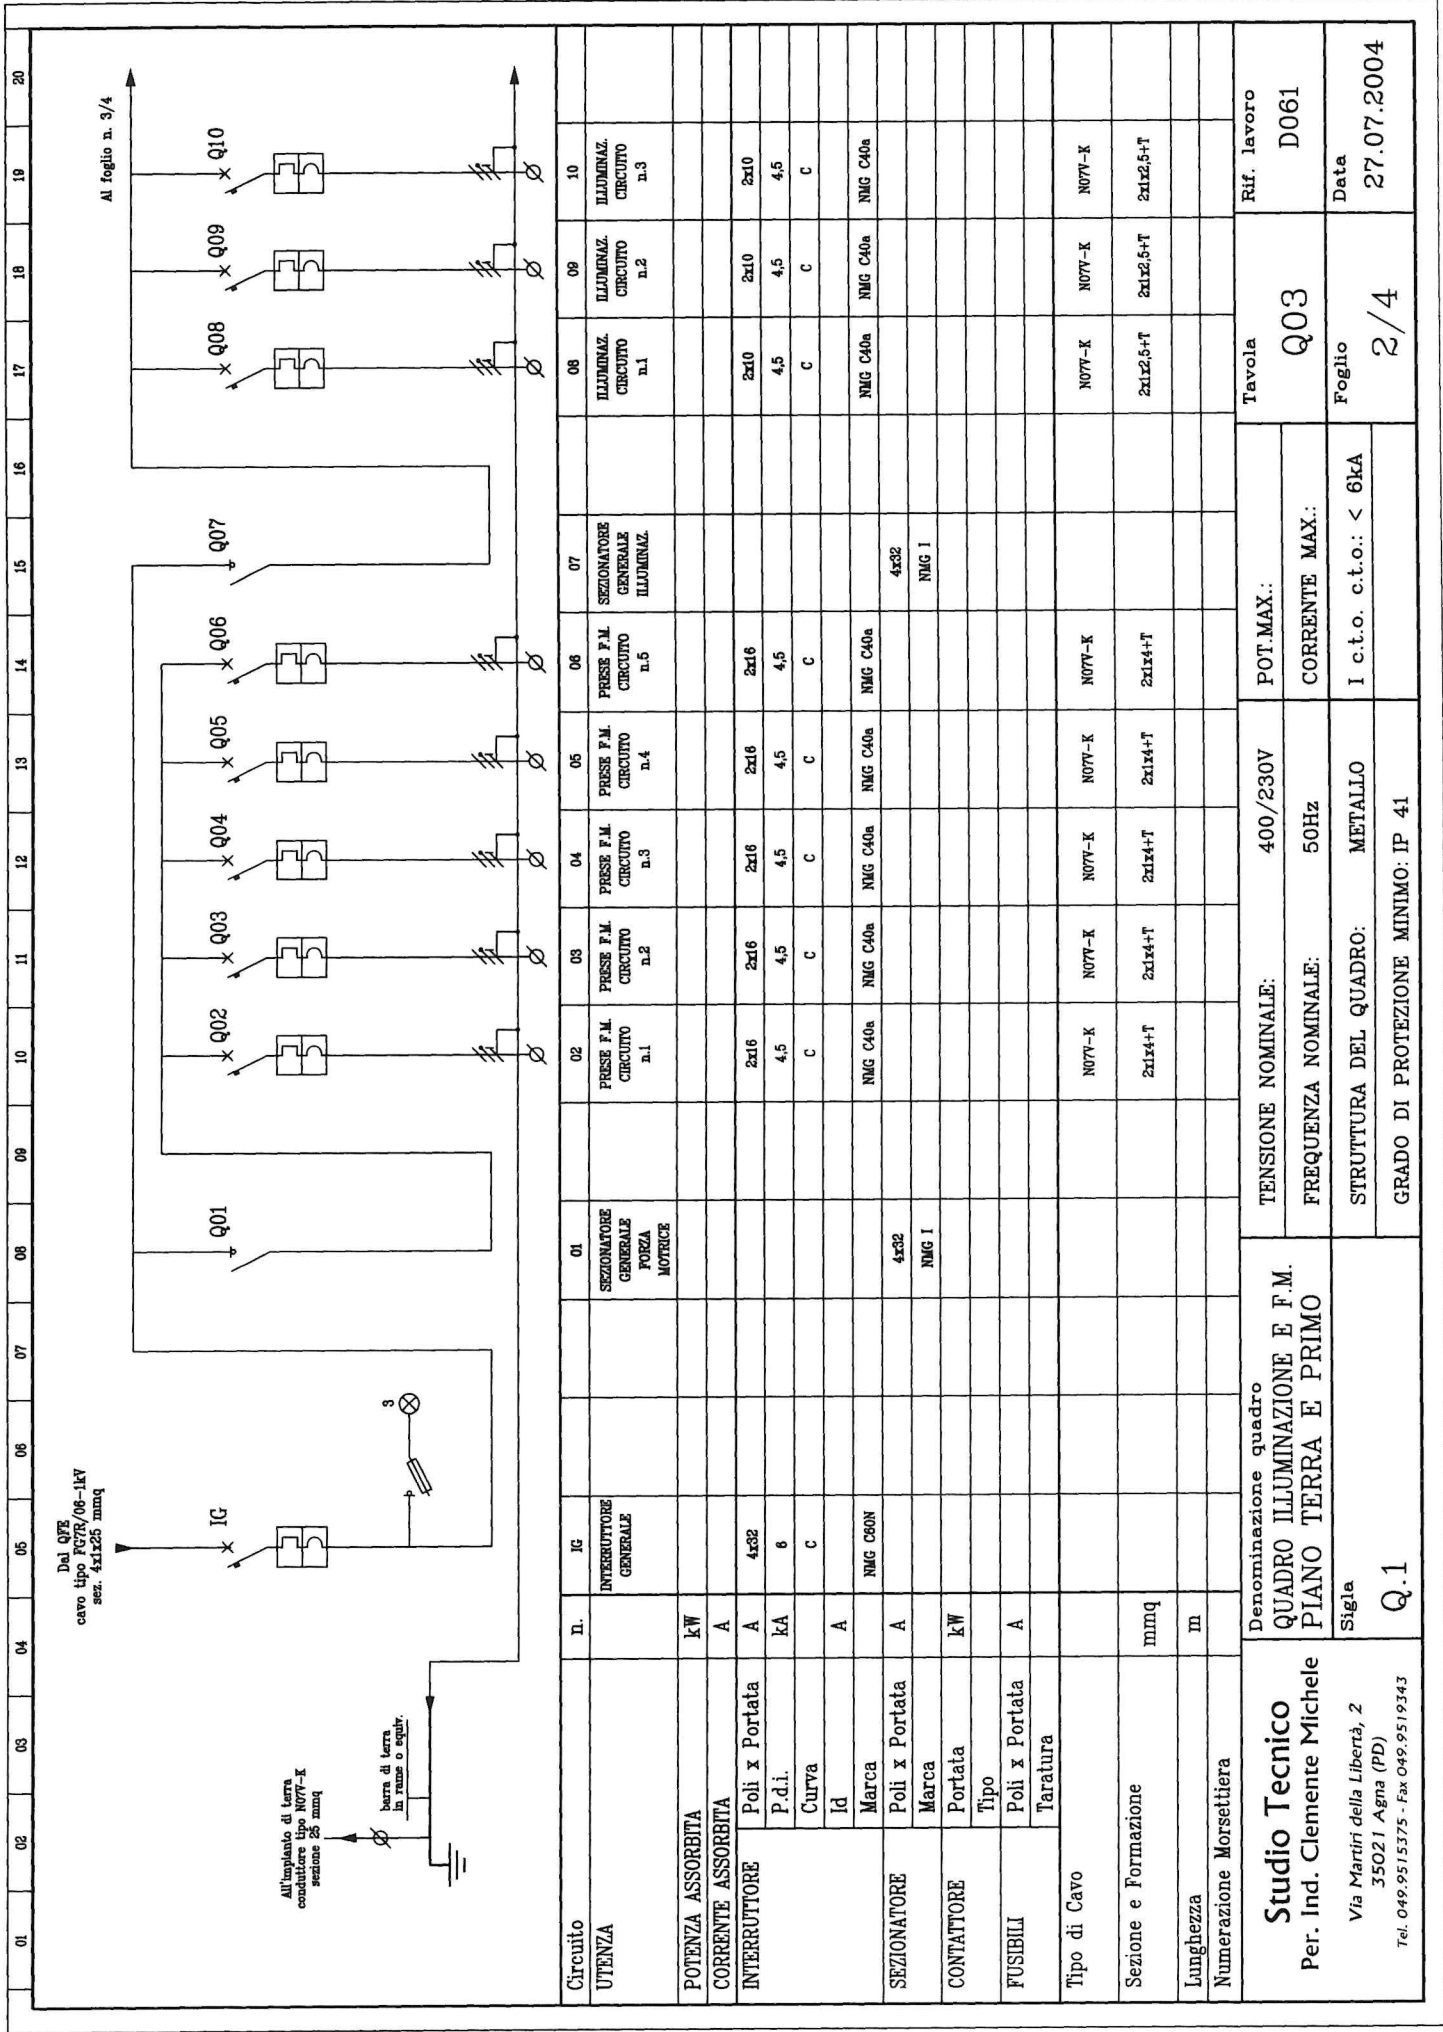 01 02 03 04 05 06 07 08 09 10 11 12 13 14 15 16 17 18 19 20
Dal QFE
cavo tipo FG7R/06-1kV
sez. 4x1x25 mmq
Al foglio n. 3/4
IG
Q01
Q02
Q03
Q04
Q05
Q06
Q07
Q08
Q09
Q10
3
All'impianto di terra
conduttore tipo N07V-K
sezione 25 mmq
barra di terra
in rame o equiv.
Circuito n. IG 01 02 03 04 05 06 07 08 09 10
UTENZA
INTERRUTTORE
GENERALE
SEZIONATORE
GENERALE
FORZA
MOTRICE
PRESE F.M.
CIRCUITO
n.1
PRESE F.M.
CIRCUITO
n.2
PRESE F.M.
CIRCUITO
n.3
PRESE F.M.
CIRCUITO
n.4
PRESE F.M.
CIRCUITO
n.5
SEZIONATORE
GENERALE
ILLUMINAZ.
ILLUMINAZ.
CIRCUITO
n.1
ILLUMINAZ.
CIRCUITO
n.2
ILLUMINAZ.
CIRCUITO
n.3
POTENZA ASSORBITA kW
CORRENTE ASSORBITA A
INTERRUTTORE Poli x Portata A 4x32 2x16 2x16 2x16 2x16 2x16 2x10 2x10 2x10
P.d.i. kA 6 4,5 4,5 4,5 4,5 4,5 4,5 4,5 4,5
Curva C C C C C C C C C
Id A
Marca NMG C60N NMG C40a NMG C40a NMG C40a NMG C40a NMG C40a NMG C40a NMG C40a NMG C40a
SEZIONATORE Poli x Portata A 4x32 4x32
Marca NMG I NMG I
CONTATTORE Portata kW
Tipo
FUSIBILI Poli x Portata A
Taratura
Tipo di Cavo N07V-K N07V-K N07V-K N07V-K N07V-K N07V-K N07V-K N07V-K
Sezione e Formazione mmq 2x1x4+T 2x1x4+T 2x1x4+T 2x1x4+T 2x1x4+T 2x1x2,5+T 2x1x2,5+T 2x1x2,5+T
Lunghezza m
Numerazione Morsettiera
Studio Tecnico
Per. Ind. Clemente Michele
Via Martiri della Libertà, 2
35021 Agna (PD)
Tel. 049.9515375 - Fax 049.9519343
Denominazione quadro
QUADRO ILLUMINAZIONE E F.M.
PIANO TERRA E PRIMO
Sigla
Q.1
TENSIONE NOMINALE: 400/230V
FREQUENZA NOMINALE: 50Hz
STRUTTURA DEL QUADRO: METALLO
GRADO DI PROTEZIONE MINIMO: IP 41
POT.MAX.:
CORRENTE MAX.:
I c.t.o. c.t.o.: < 6kA
Tavola
Q03
Foglio
2/4
Rif. lavoro
D061
Data
27.07.2004